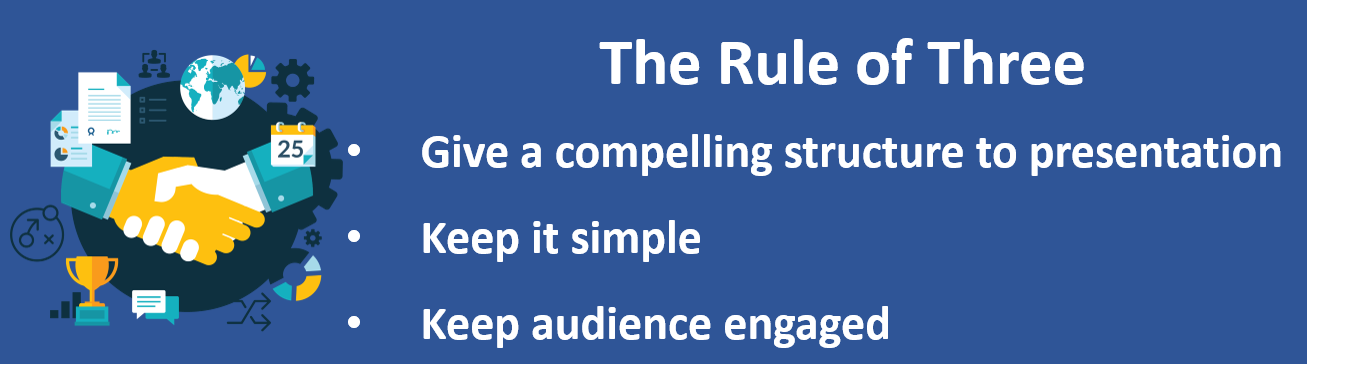 The Rule of Three
25
• Give a compelling structure to presentation
• Keep it simple
• Keep audience engaged